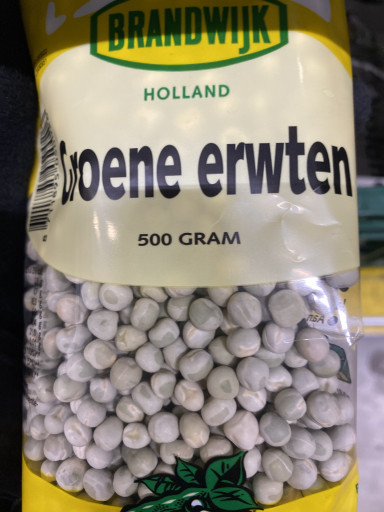 BRANDWIJK
HOLLAND
Groene erwten
500 GRAM